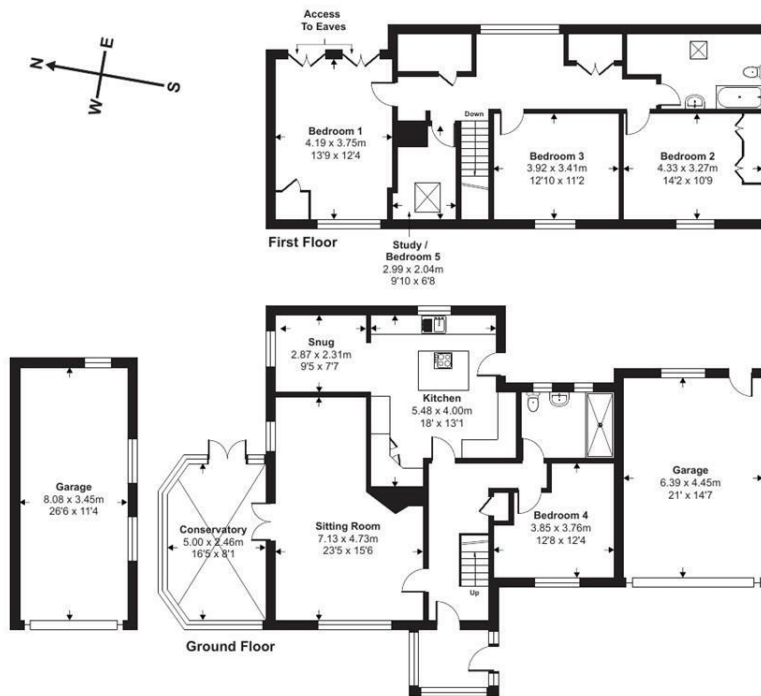 Access
To Eaves
N
E
W
S
Bedroom 1
4.19 x 3.75m
13'9 x 12'4
Down
Bedroom 3
3.92 x 3.41m
12'10 x 11'2
Bedroom 2
4.33 x 3.27m
14'2 x 10'9
First Floor
Study /
Bedroom 5
2.99 x 2.04m
9'10 x 6'8
Snug
2.87 x 2.31m
9'5 x 7'7
Kitchen
5.48 x 4.00m
18' x 13'1
Garage
8.08 x 3.45m
26'6 x 11'4
Conservatory
5.00 x 2.46m
16'5 x 8'1
Sitting Room
7.13 x 4.73m
23'5 x 15'6
Bedroom 4
3.85 x 3.76m
12'8 x 12'4
Garage
6.39 x 4.45m
21' x 14'7
Up
Ground Floor